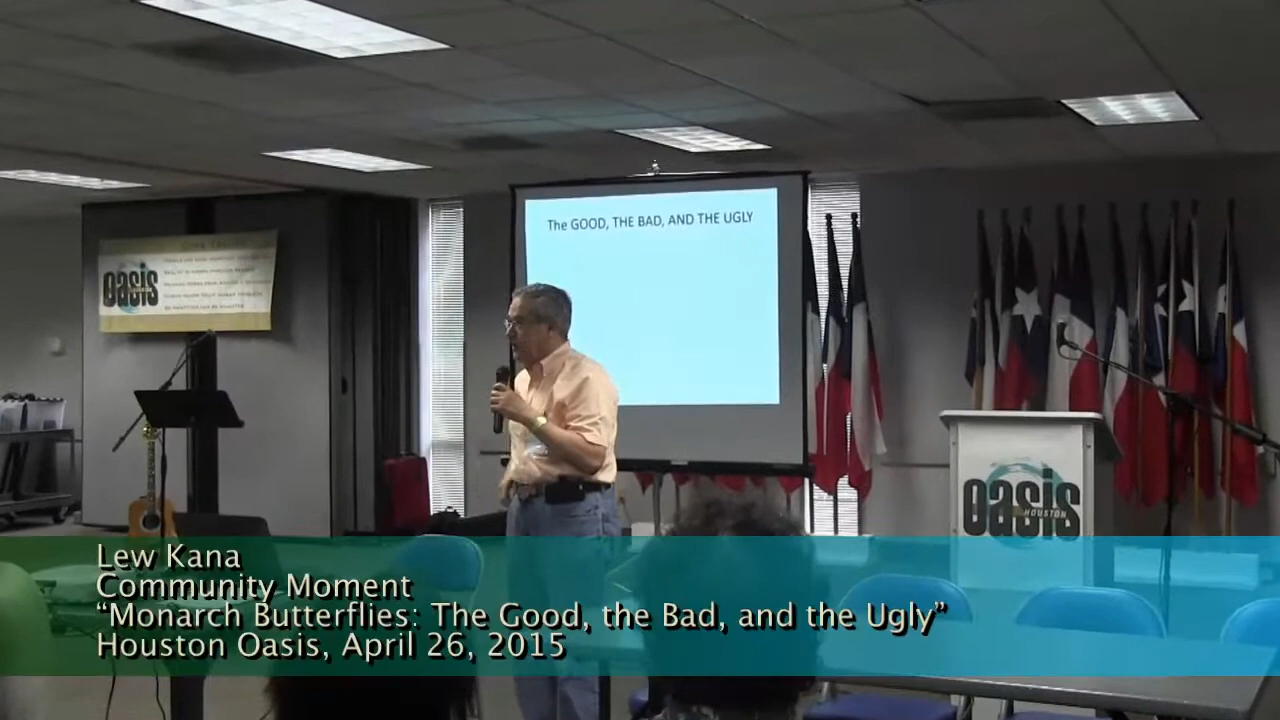 The GOOD, THE BAD, AND THE UGLY
oasis
oasis
HOUSTON
Lew Kana
Community Moment
“Monarch Butterflies: The Good, the Bad, and the Ugly”
Houston Oasis, April 26, 2015